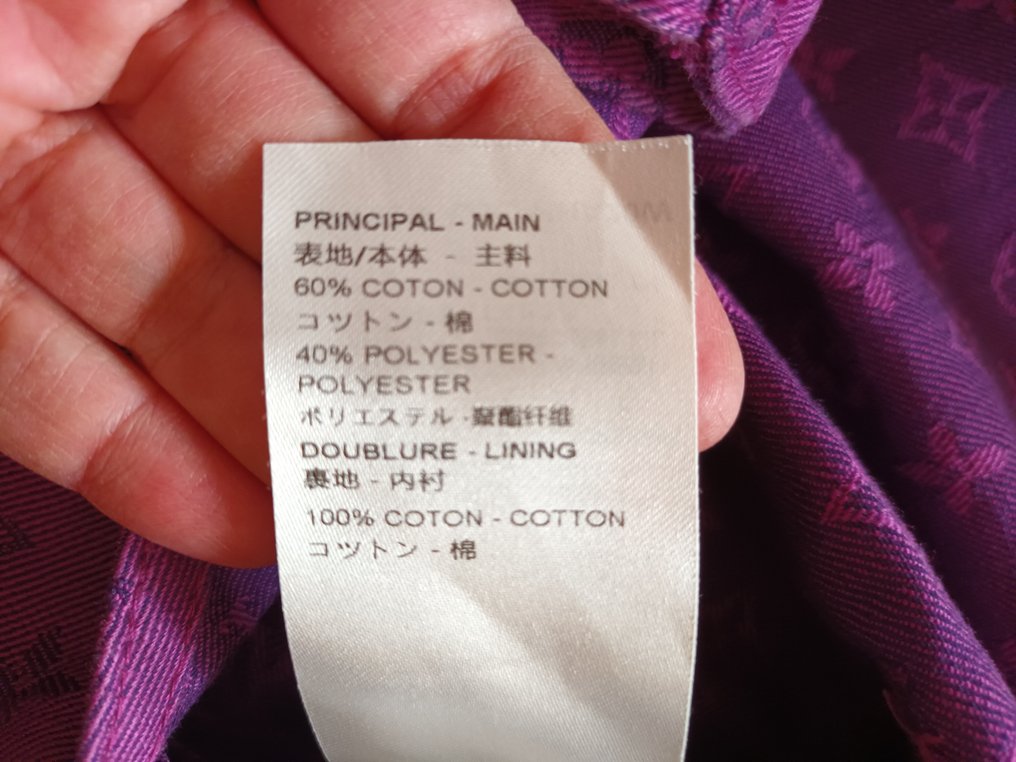 PRINCIPAL - MAIN
表地/本体 - 主料
60% COTON - COTTON
コツトン - 棉
40% POLYESTER -
POLYESTER
ポリエステル - 聚酯纤维
DOUBLURE - LINING
裏地 - 内衬
100% COTON - COTTON
コツトン - 棉